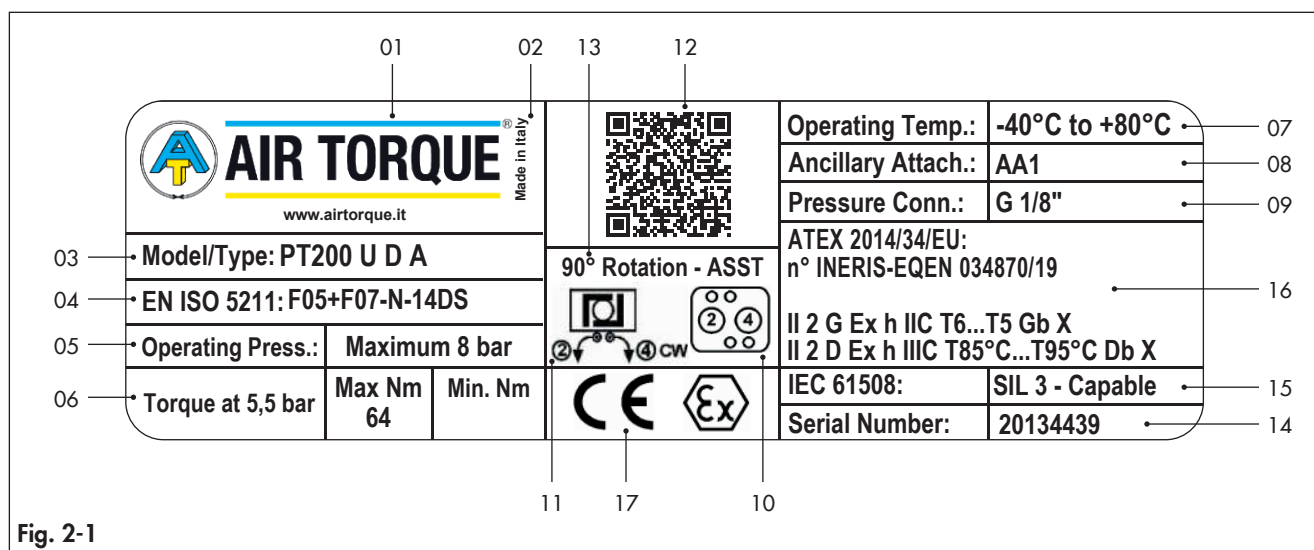 01
02
13
12
AIR TORQUE®
Made in Italy
www.airtorque.it
03
Model/Type: PT200 U D A
04
EN ISO 5211: F05+F07-N-14DS
05
Operating Press.: Maximum 8 bar
06
Torque at 5,5 bar
Max Nm
64
Min. Nm
90° Rotation - ASST
2
4
CW
2
4
CE
Ex
Operating Temp.: -40°C to +80°C
07
Ancillary Attach.: AA1
08
Pressure Conn.: G 1/8"
09
ATEX 2014/34/EU:
n° INERIS-EQEN 034870/19
II 2 G Ex h IIC T6...T5 Gb X
II 2 D Ex h IIIC T85°C...T95°C Db X
16
IEC 61508: SIL 3 - Capable
15
Serial Number: 20134439
14
11
17
10
Fig. 2-1